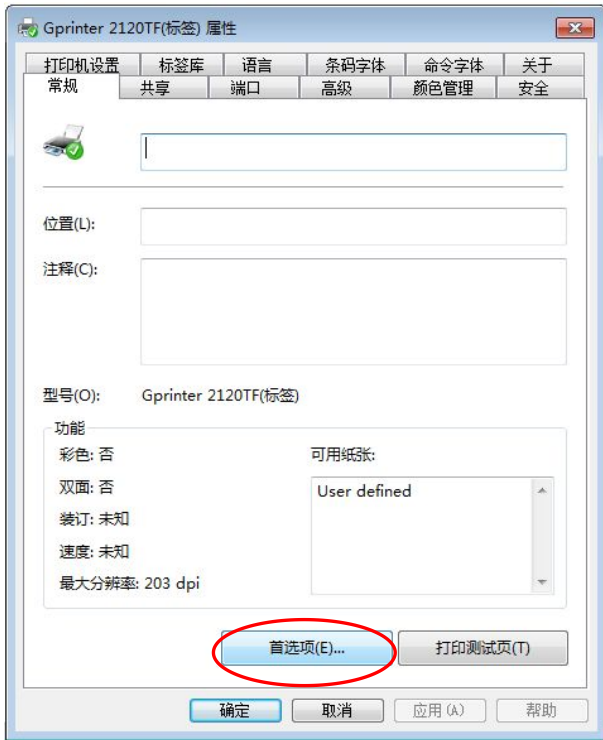 Gprinter 2120TF(标签) 属性
打印机设置 标签库 语言 条码字体 命令字体 关于
常规 共享 端口 高级 颜色管理 安全
位置(L):
注释(C):
型号(O): Gprinter 2120TF(标签)
功能
彩色: 否 可用纸张:
双面: 否 User defined
装订: 未知
速度: 未知
最大分辨率: 203 dpi
首选项(E)... 打印测试页(T)
确定 取消 应用(A) 帮助